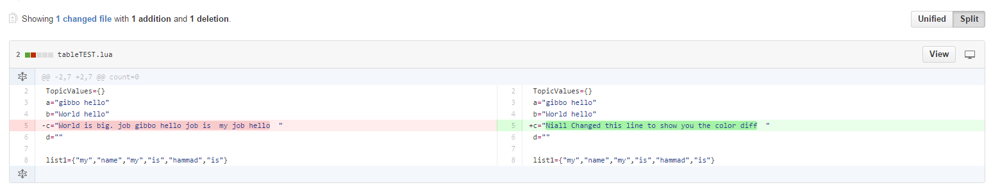 Showing 1 changed file with 1 addition and 1 deletion.
Unified Split
2 tableTEST.lua
View
@@ -2,7 +2,7 @@ count=0
2 TopicValues={}
3 a="gibbo hello"
4 b="World hello"
5 -c="World is big. job gibbo hello job is  my job hello  "
6 d=""
7
8 list1={"my","name","my","is","hammad","is"}
2 TopicValues={}
3 a="gibbo hello"
4 b="World hello"
5 +c="Niall Changed this line to show you the color diff  "
6 d=""
7
8 list1={"my","name","my","is","hammad","is"}